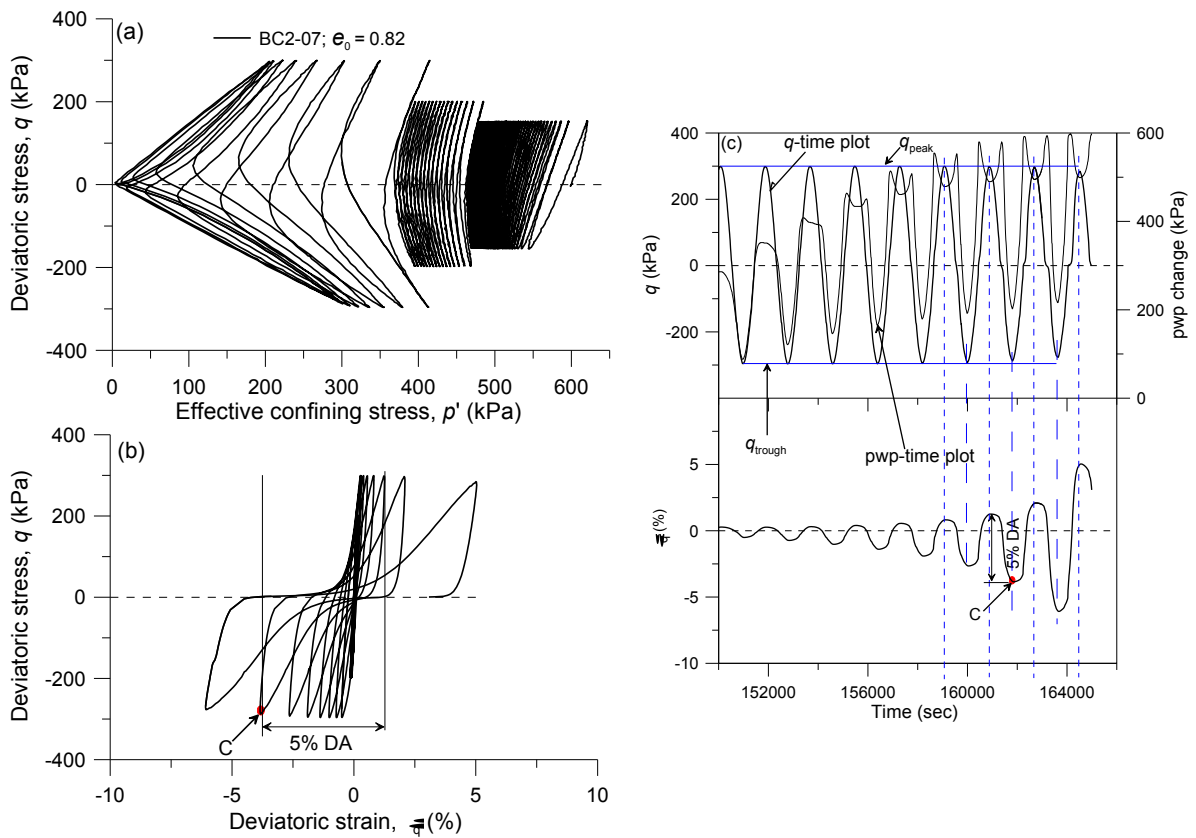 (a)
BC2-07; e0 = 0.82
400
200
0
-200
-400
Deviatoric stress, q (kPa)
0 100 200 300 400 500 600
Effective confining stress, p' (kPa)
(b)
400
200
0
-200
-400
Deviatoric stress, q (kPa)
C
5% DA
-10 -5 0 5 10
Deviatoric strain, q (%)
(c)
q-time plot
qpeak
400
200
0
-200
q (kPa)
600
400
200
0
pwp change (kPa)
qtrough
pwp-time plot
5
0
-5
-10
q (%)
5% DA
C
152000 156000 160000 164000
Time (sec)